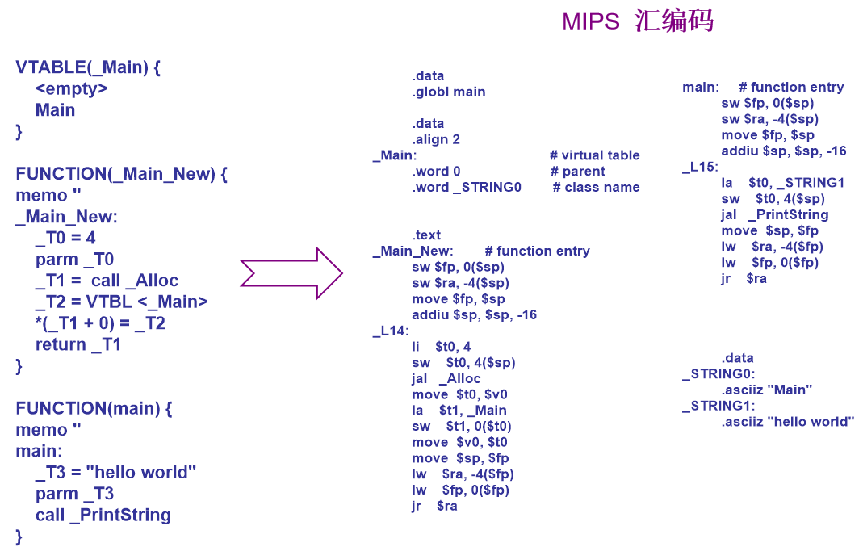 MIPS 汇编码
VTABLE(_Main) {
<empty>
Main
}
FUNCTION(_Main_New) {
memo ''
_Main_New:
_T0 = 4
parm _T0
_T1 = call _Alloc
_T2 = VTBL <_Main>
*(_T1 + 0) = _T2
return _T1
}
FUNCTION(main) {
memo ''
main:
_T3 = "hello world"
parm _T3
call _PrintString
}
.data
.globl main
.data
.align 2
_Main: # virtual table
.word 0 # parent
.word _STRING0 # class name
.text
_Main_New: # function entry
sw $fp, 0($sp)
sw $ra, -4($sp)
move $fp, $sp
addiu $sp, $sp, -16
_L14:
li $t0, 4
sw $t0, 4($sp)
jal _Alloc
move $t0, $v0
la $t1, _Main
sw $t1, 0($t0)
move $v0, $t0
move $sp, $fp
lw $ra, -4($fp)
lw $fp, 0($fp)
jr $ra
main: # function entry
sw $fp, 0($sp)
sw $ra, -4($sp)
move $fp, $sp
addiu $sp, $sp, -16
_L15:
la $t0, _STRING1
sw $t0, 4($sp)
jal _PrintString
move $sp, $fp
lw $ra, -4($fp)
lw $fp, 0($fp)
jr $ra
.data
_STRING0:
.asciiz "Main"
_STRING1:
.asciiz "hello world"